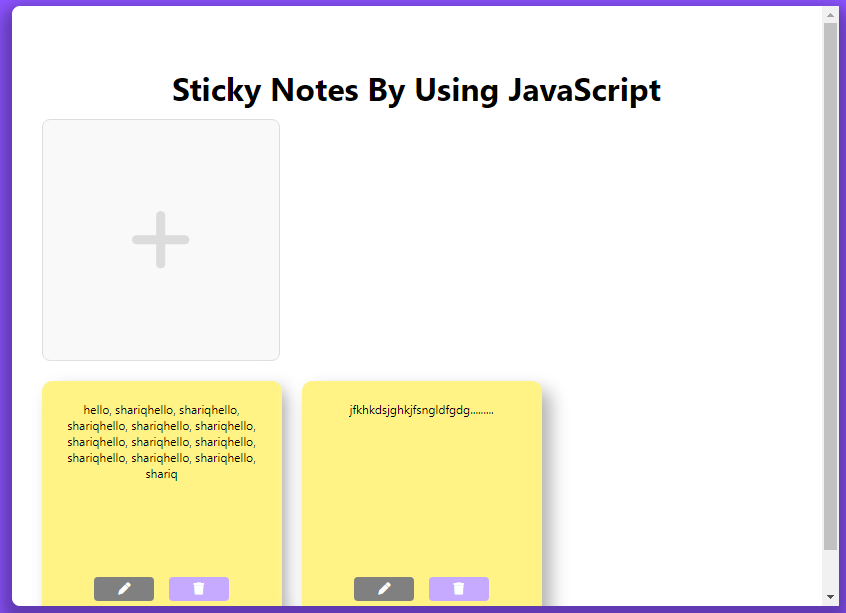 Sticky Notes By Using JavaScript
hello, shariqhello, shariqhello,
shariqhello, shariqhello, shariqhello,
shariqhello, shariqhello, shariqhello,
shariqhello, shariqhello, shariqhello,
shariq
jfkhkdsjghkjfsngldfgdg.........